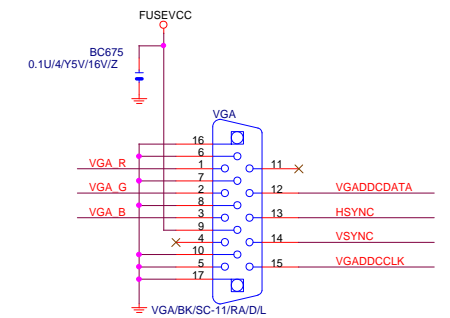 FUSEVCC
BC675
0.1U/4/Y5V/16V/Z
VGA
16
6
VGA_R 1 11
7
VGA_G 2 12 VGADDCDATA
8
VGA_B 3 13 HSYNC
9
4 14 VSYNC
10
5 15 VGADDCCLK
17
VGA/BK/SC-11/RA/D/L